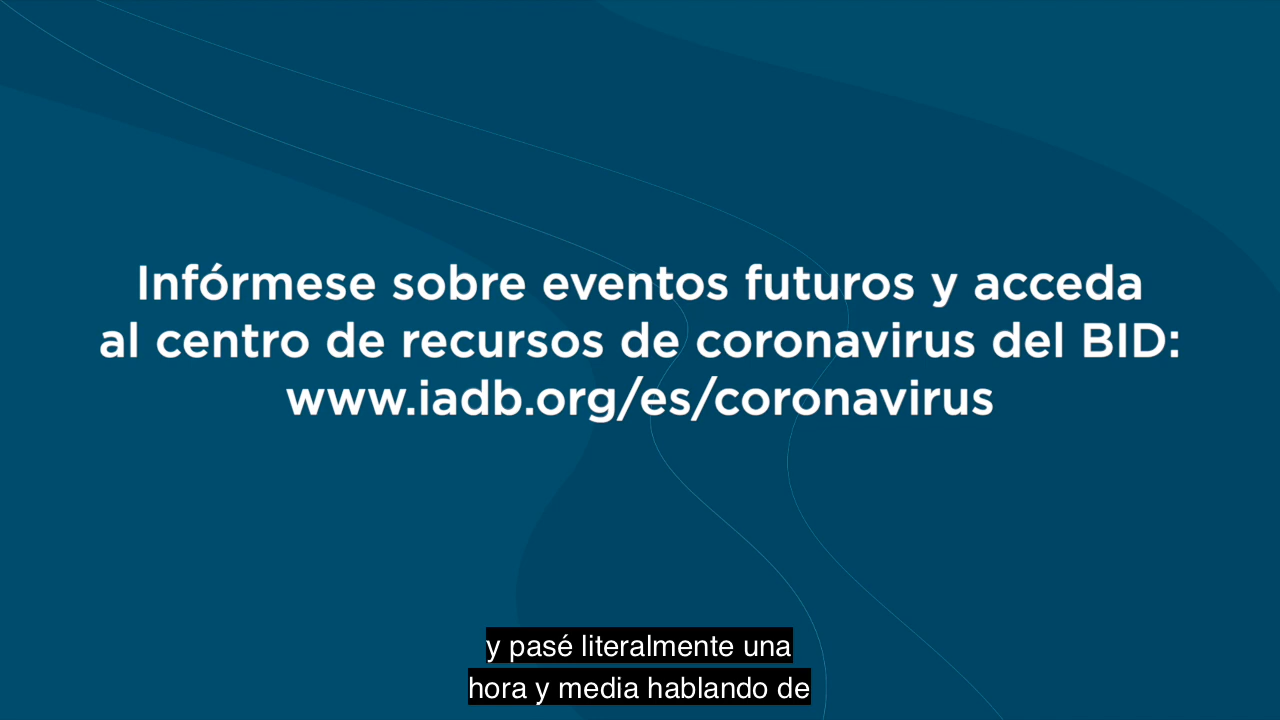 Infórmese sobre eventos futuros y acceda
al centro de recursos de coronavirus del BID:
www.iadb.org/es/coronavirus
y pasé literalmente una
hora y media hablando de